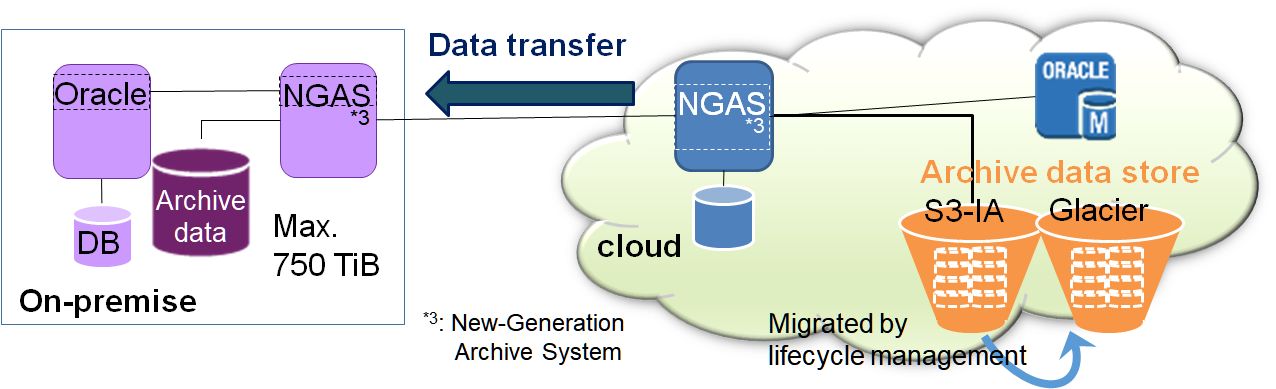 Data transfer
Oracle
NGAS
*3
Archive
data
DB
Max.
750 TiB
On-premise
NGAS
*3
cloud
ORACLE
M
Archive data store
S3-IA
Glacier
*3: New-Generation
Archive System
Migrated by
lifecycle management